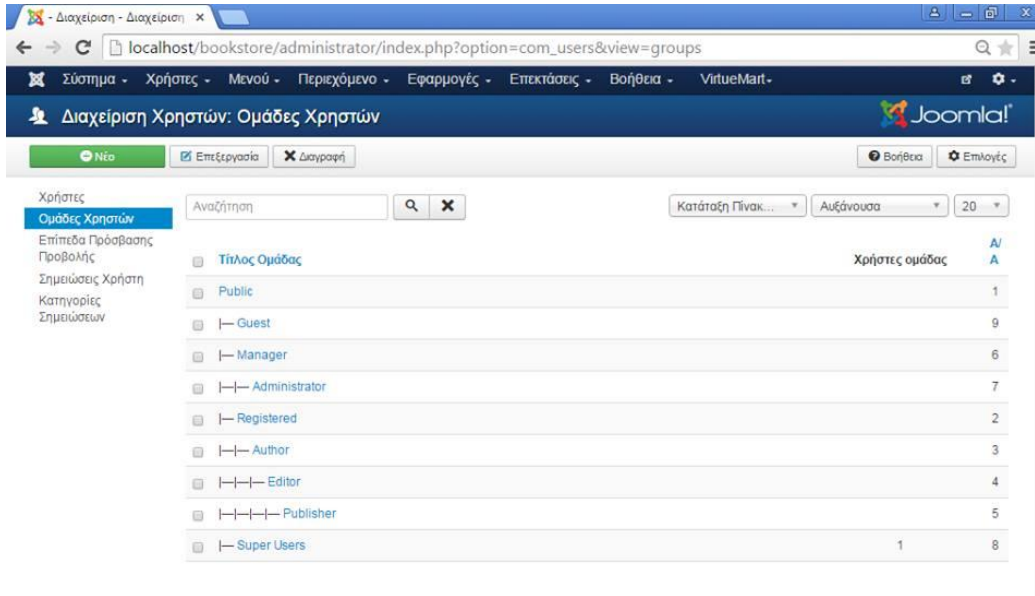 - Διαχείριση - Διαχείριση
localhost/bookstore/administrator/index.php?option=com_users&view=groups
Σύστημα Χρήστες Μενού Περιεχόμενο Εφαρμογές Επεκτάσεις Βοήθεια VirtueMart
Διαχείριση Χρηστών: Ομάδες Χρηστών
Joomla!
Νέο Επεξεργασία Διαγραφή Βοήθεια Επιλογές
Χρήστες
Ομάδες Χρηστών
Επίπεδα Πρόσβασης
Προβολής
Σημειώσεις Χρήστη
Κατηγορίες
Σημειώσεων
Αναζήτηση
Κατάταξη Πίνακ... Αυξάνουσα 20
Τίτλος Ομάδας Χρήστες ομάδας Α/
Α
Public 1
|— Guest 9
|— Manager 6
|—|— Administrator 7
|— Registered 2
|—|— Author 3
|—|—|— Editor 4
|—|—|—|— Publisher 5
|— Super Users 1 8